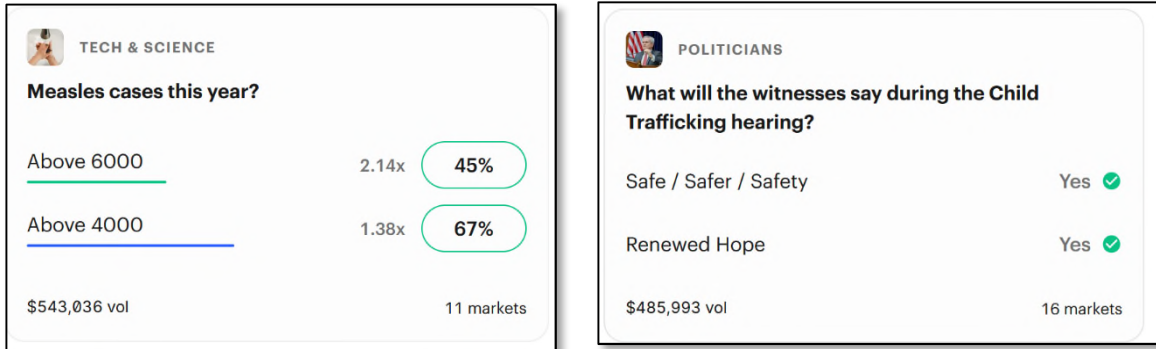 TECH & SCIENCE
Measles cases this year?
Above 6000 2.14x 45%
Above 4000 1.38x 67%
$543,036 vol 11 markets
POLITICIANS
What will the witnesses say during the Child
Trafficking hearing?
Safe / Safer / Safety Yes
Renewed Hope Yes
$485,993 vol 16 markets